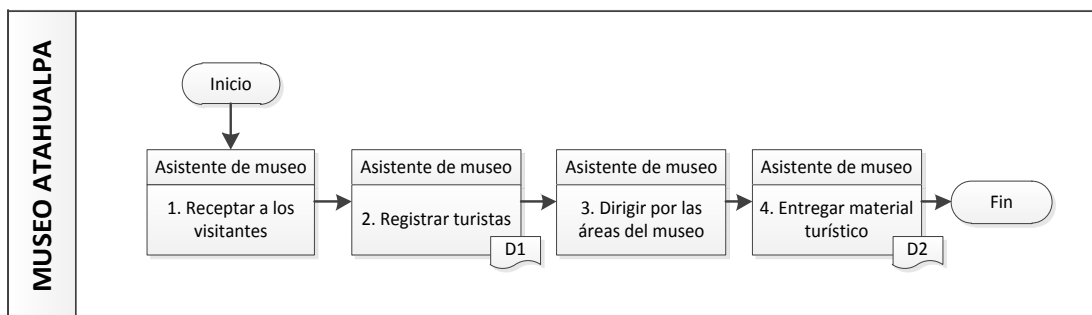 MUSEO ATAHUALPA
Inicio
Asistente de museo
1. Receptar a los
visitantes
Asistente de museo
2. Registrar turistas
D1
Asistente de museo
3. Dirigir por las
áreas del museo
Asistente de museo
4. Entregar material
turístico
D2
Fin